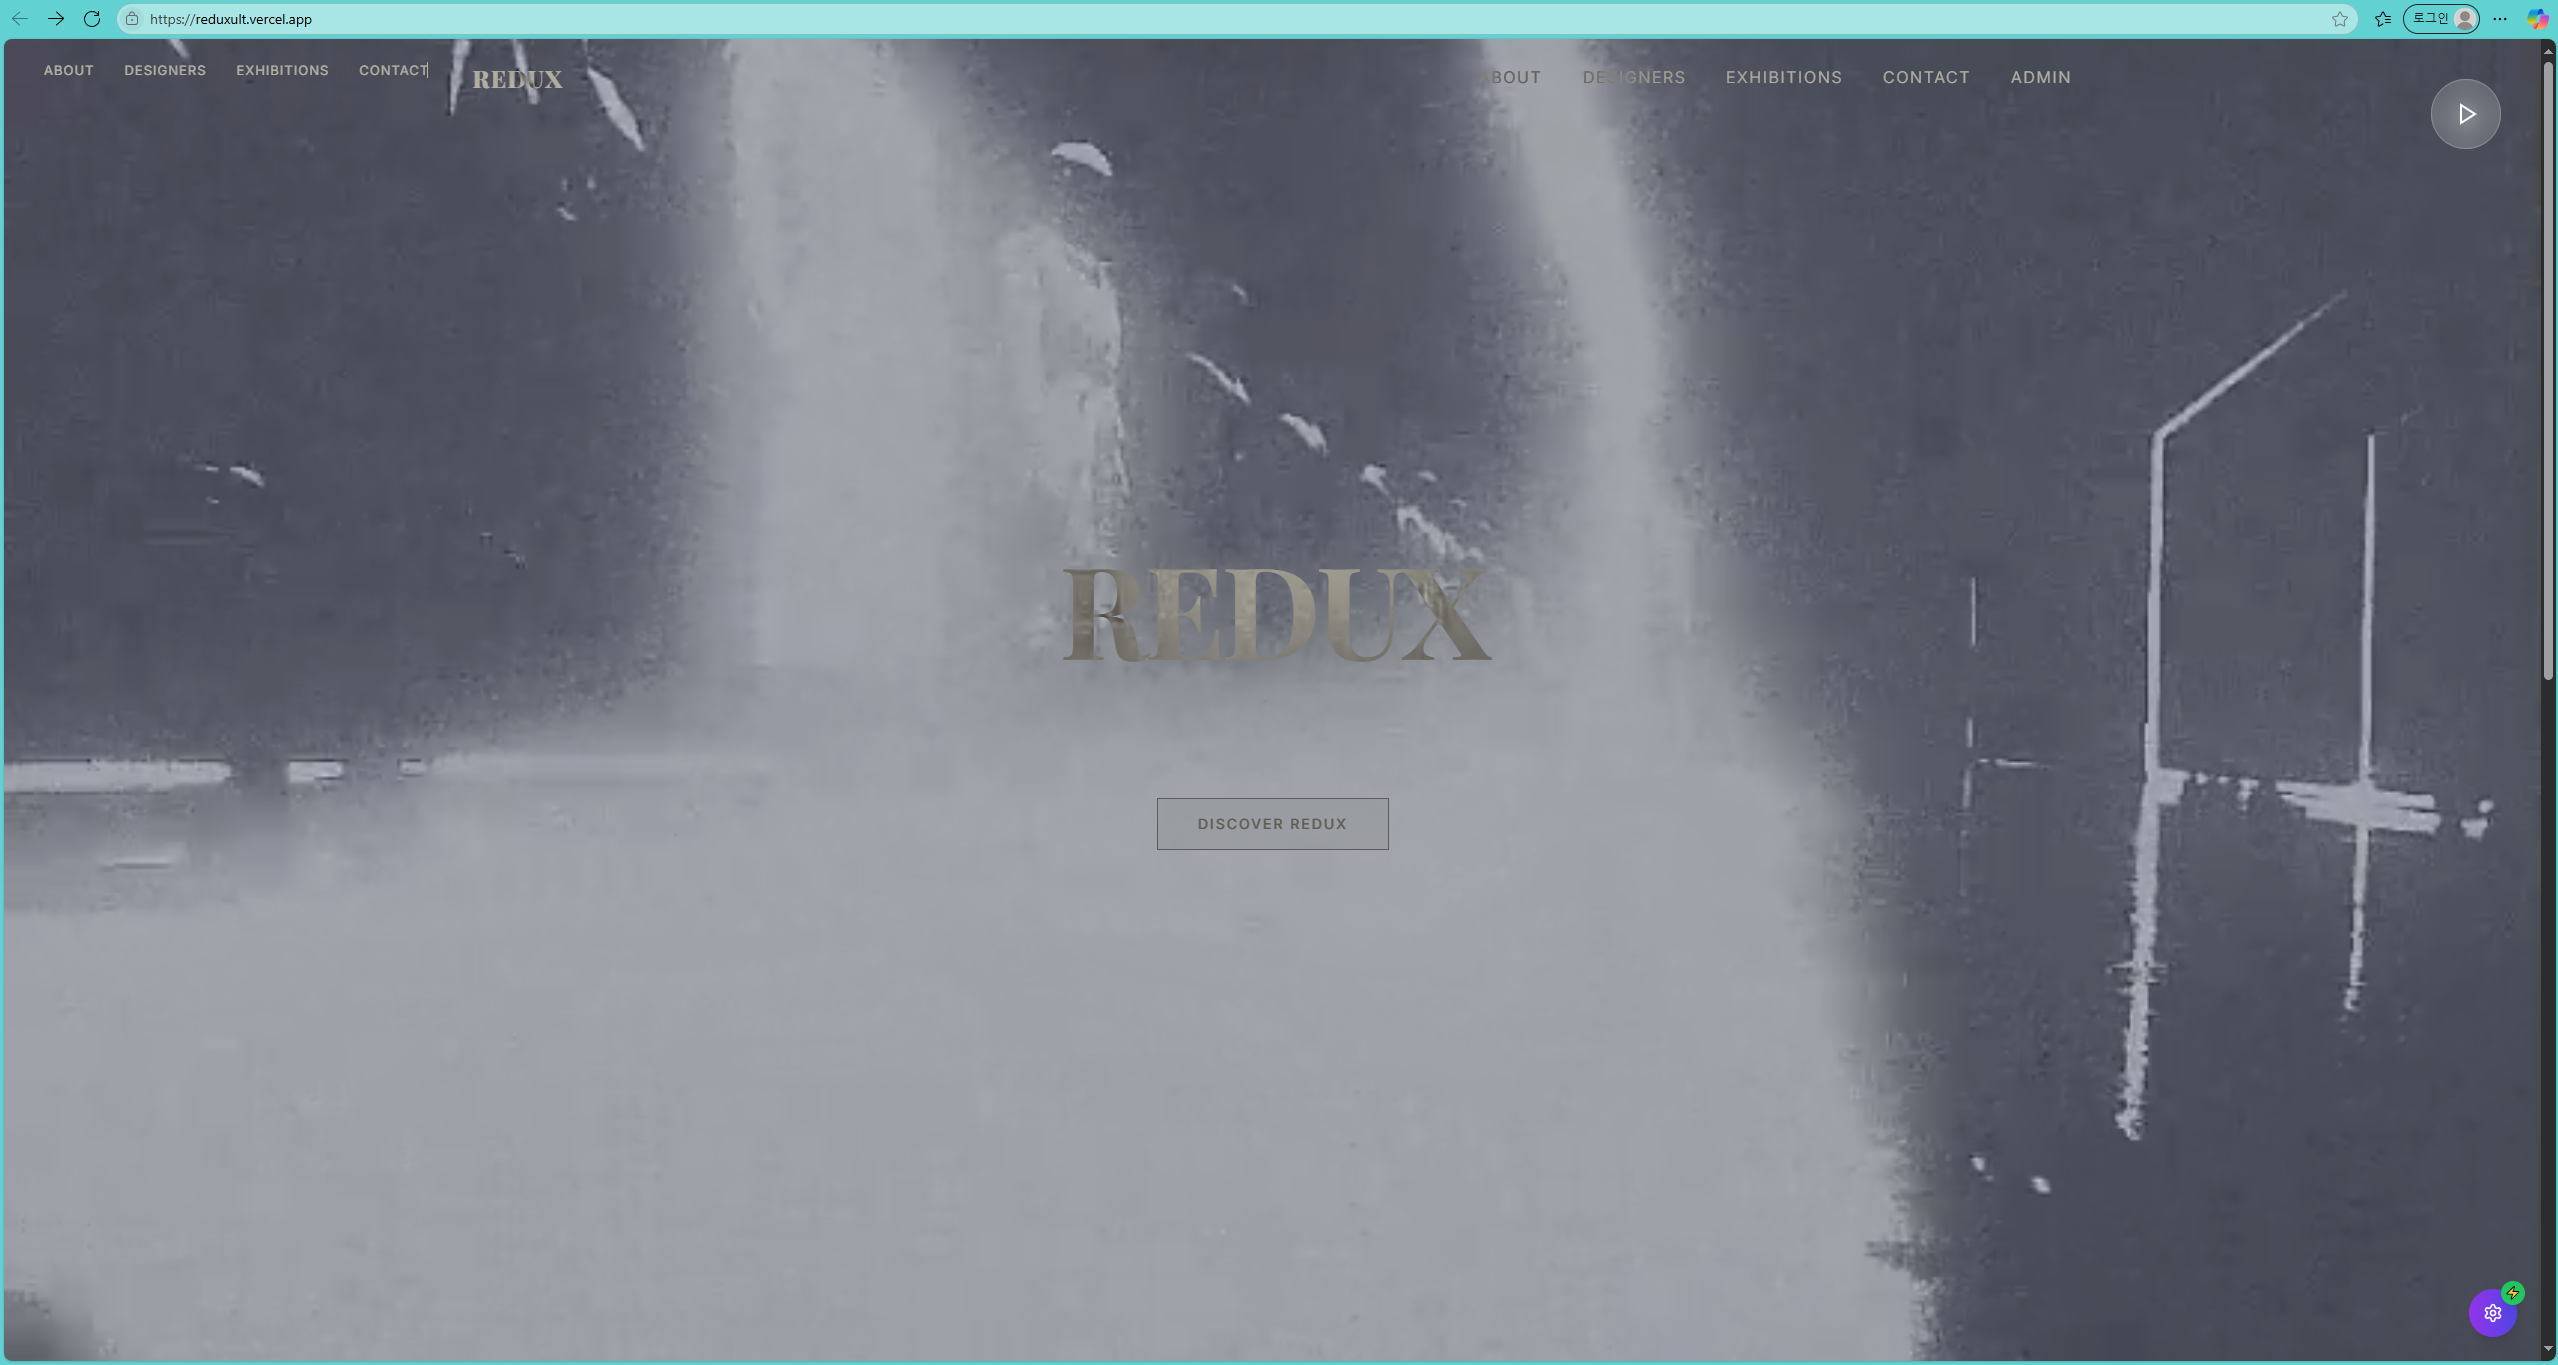 https://reduxult.vercel.app
로그인
ABOUT DESIGNERS EXHIBITIONS CONTACT
REDUX
ABOUT DESIGNERS EXHIBITIONS CONTACT ADMIN
REDUX
DISCOVER REDUX